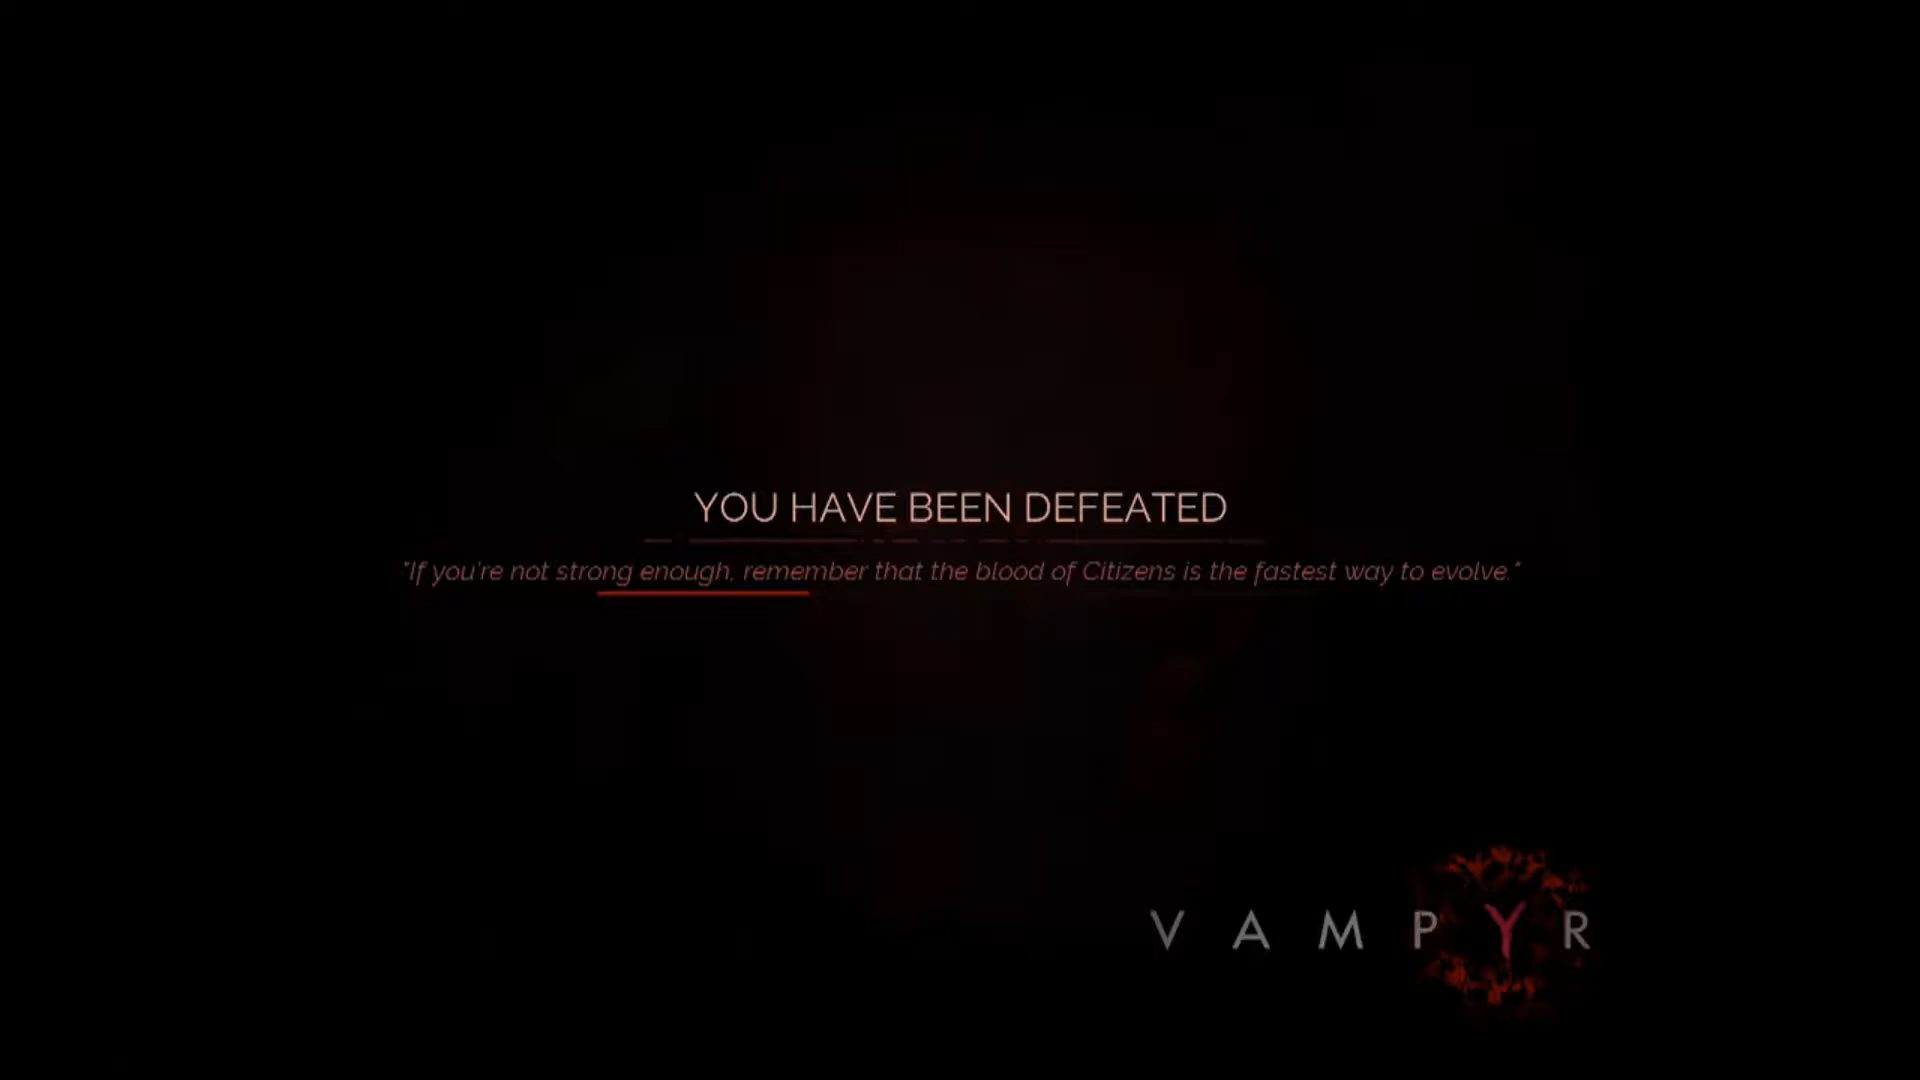 YOU HAVE BEEN DEFEATED
"If you're not strong enough, remember that the blood of Citizens is the fastest way to evolve."
VAMPYR